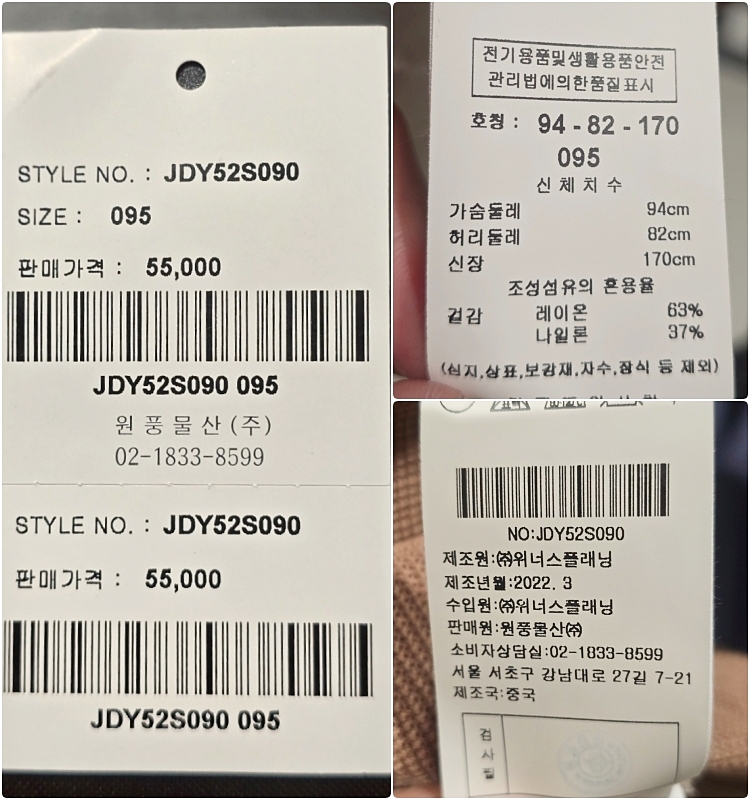 STYLE NO. : JDY52S090
SIZE : 095
판매가격 : 55,000
JDY52S090 095
원풍물산(주)
02-1833-8599
STYLE NO. : JDY52S090
판매가격 : 55,000
JDY52S090 095
전기용품및생활용품안전
관리법에의한품질표시
호칭 : 94 - 82 - 170
095
신체치수
가슴둘레 94cm
허리둘레 82cm
신장 170cm
조성섬유의 혼용율
겉감 레이온 63%
나일론 37%
(심지,상표,보강재,자수,장식 등 제외)
NO:JDY52S090
제조원:㈜위너스플래닝
제조년월:2022. 3
수입원:㈜위너스플래닝
판매원:원풍물산㈜
소비자상담실:02-1833-8599
서울 서초구 강남대로 27길 7-21
제조국:중국
검사필